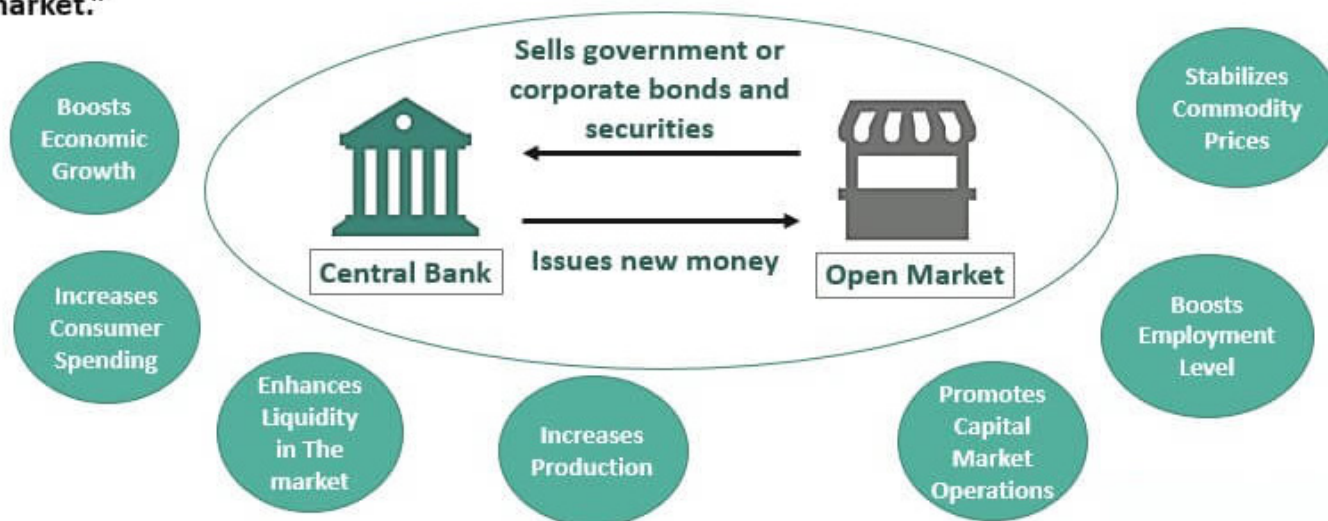 market."
Sells government or
corporate bonds and
securities
Issues new money
Central Bank
Open Market
Boosts
Economic
Growth
Increases
Consumer
Spending
Enhances
Liquidity
in The
market
Increases
Production
Promotes
Capital
Market
Operations
Boosts
Employment
Level
Stabilizes
Commodity
Prices